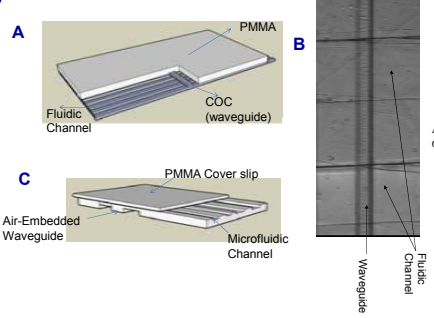 A
PMMA
Fluidic
Channel
COC
(waveguide)
B
Waveguide
Fluidic
Channel
C
PMMA Cover slip
Air-Embedded
Waveguide
Microfluidic
Channel